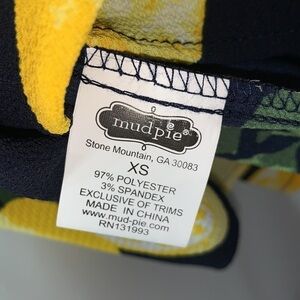 mudpie®
Stone Mountain, GA 30083
XS
97% POLYESTER
3% SPANDEX
EXCLUSIVE OF TRIMS
MADE IN CHINA
www.mud-pie.com
RN131993